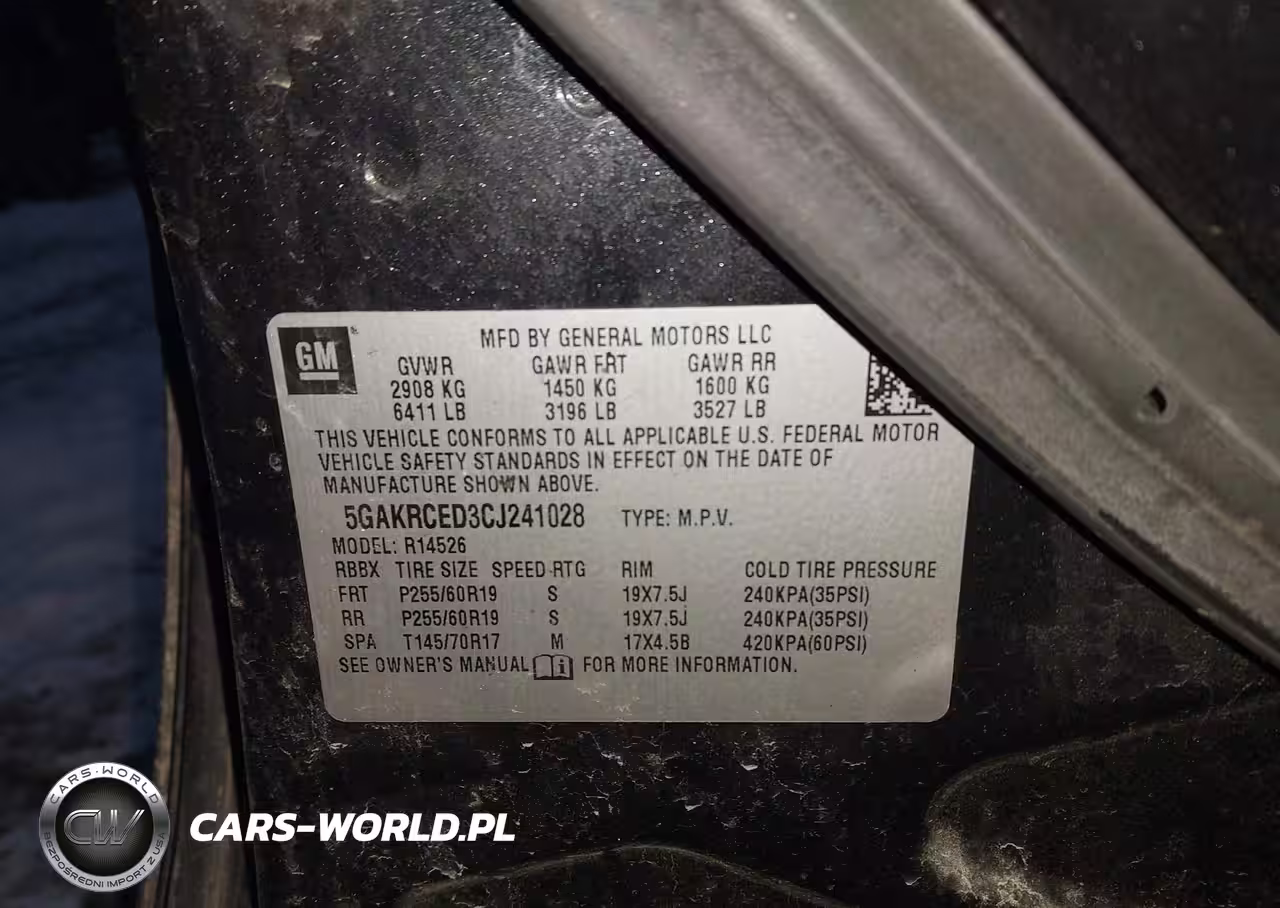 GM
MFD BY GENERAL MOTORS LLC
GVWR GAWR FRT GAWR RR
2908 KG 1450 KG 1600 KG
6411 LB 3196 LB 3527 LB
THIS VEHICLE CONFORMS TO ALL APPLICABLE U.S. FEDERAL MOTOR
VEHICLE SAFETY STANDARDS IN EFFECT ON THE DATE OF
MANUFACTURE SHOWN ABOVE.
5GAKRCED3CJ241028 TYPE: M.P.V.
MODEL: R14526
RBBX TIRE SIZE SPEED RTG RIM COLD TIRE PRESSURE
FRT P255/60R19 S 19X7.5J 240KPA(35PSI)
RR P255/60R19 S 19X7.5J 240KPA(35PSI)
SPA T145/70R17 M 17X4.5B 420KPA(60PSI)
SEE OWNER'S MANUAL FOR MORE INFORMATION.
CARS-WORLD
CW
BEZPOŚREDNI IMPORT Z USA
CARS-WORLD.PL